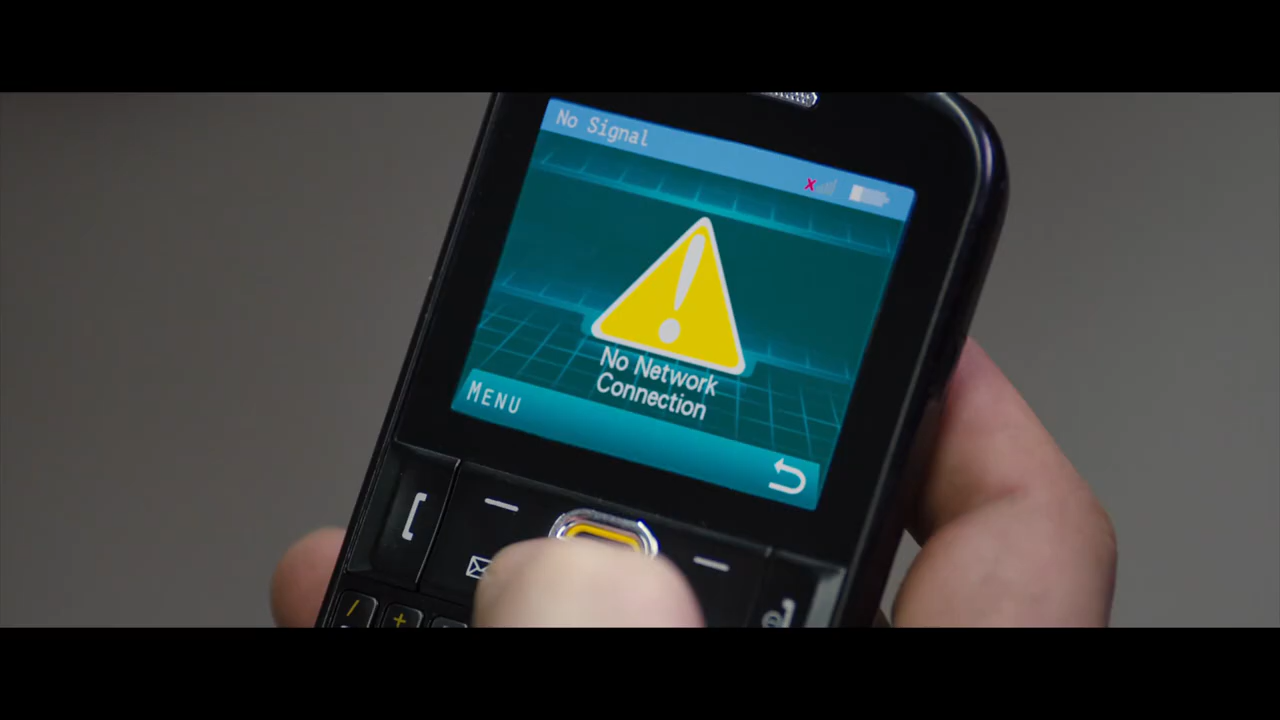 No Signal
x
No Network
Connection
MENU
/
+